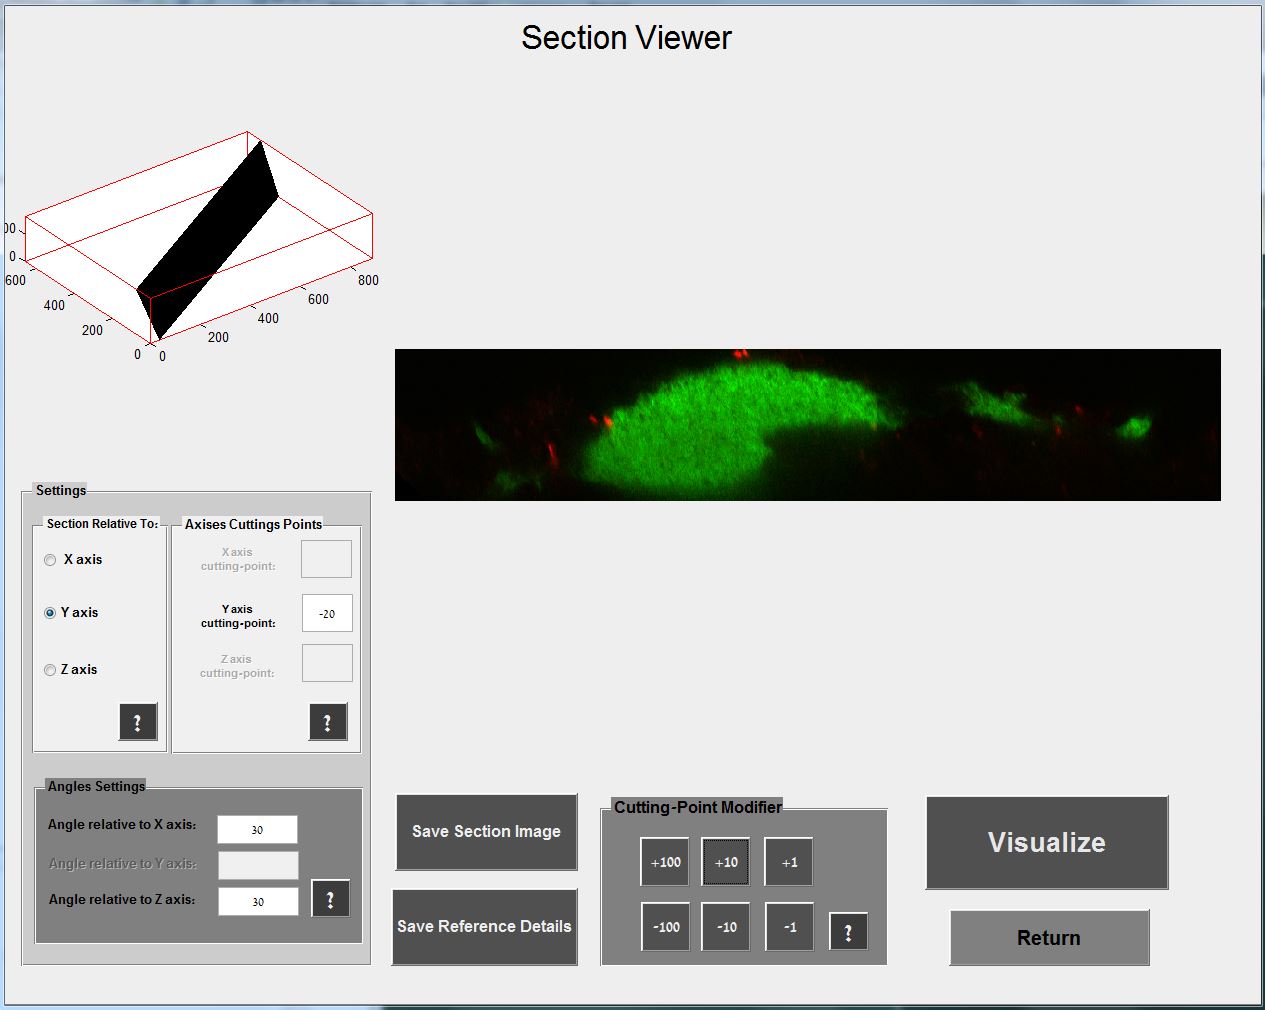 Section Viewer
00
0
600
400
200
0
0
200
400
600
800
Settings
Section Relative To:
X axis
Y axis
Z axis
?
Axises Cuttings Points
X axis
cutting-point:
Y axis
cutting-point:
-20
Z axis
cutting-point:
?
Angles Settings
Angle relative to X axis:
30
Angle relative to Y axis:
Angle relative to Z axis:
30
?
Save Section Image
Save Reference Details
Cutting-Point Modifier
+100
+10
+1
-100
-10
-1
?
Visualize
Return